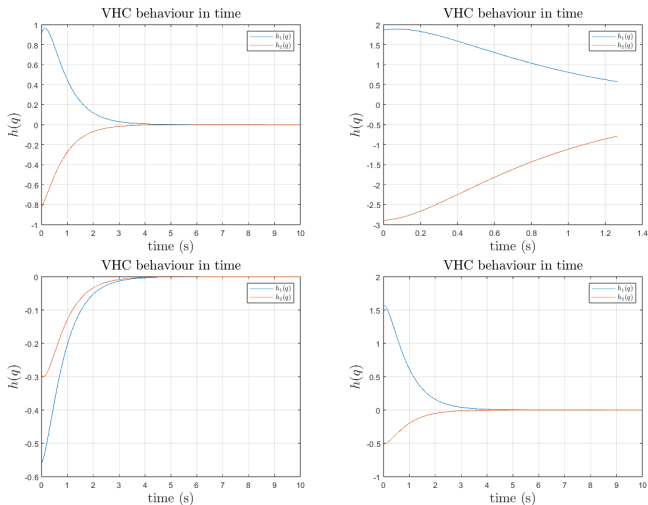 VHC behaviour in time
1
0.8
0.6
0.4
0.2
0
-0.2
-0.4
-0.6
-0.8
-1
h(q)
h₁(q)
h₂(q)
0 1 2 3 4 5 6 7 8 9 10
time (s)
VHC behaviour in time
2
1.5
1
0.5
0
-0.5
-1
-1.5
-2
-2.5
-3
h(q)
h₁(q)
h₂(q)
0 0.2 0.4 0.6 0.8 1 1.2 1.4
time (s)
VHC behaviour in time
0
-0.1
-0.2
-0.3
-0.4
-0.5
-0.6
h(q)
h₁(q)
h₂(q)
0 1 2 3 4 5 6 7 8 9 10
time (s)
VHC behaviour in time
2
1.5
1
0.5
0
-0.5
-1
h(q)
h₁(q)
h₂(q)
0 1 2 3 4 5 6 7 8 9 10
time (s)